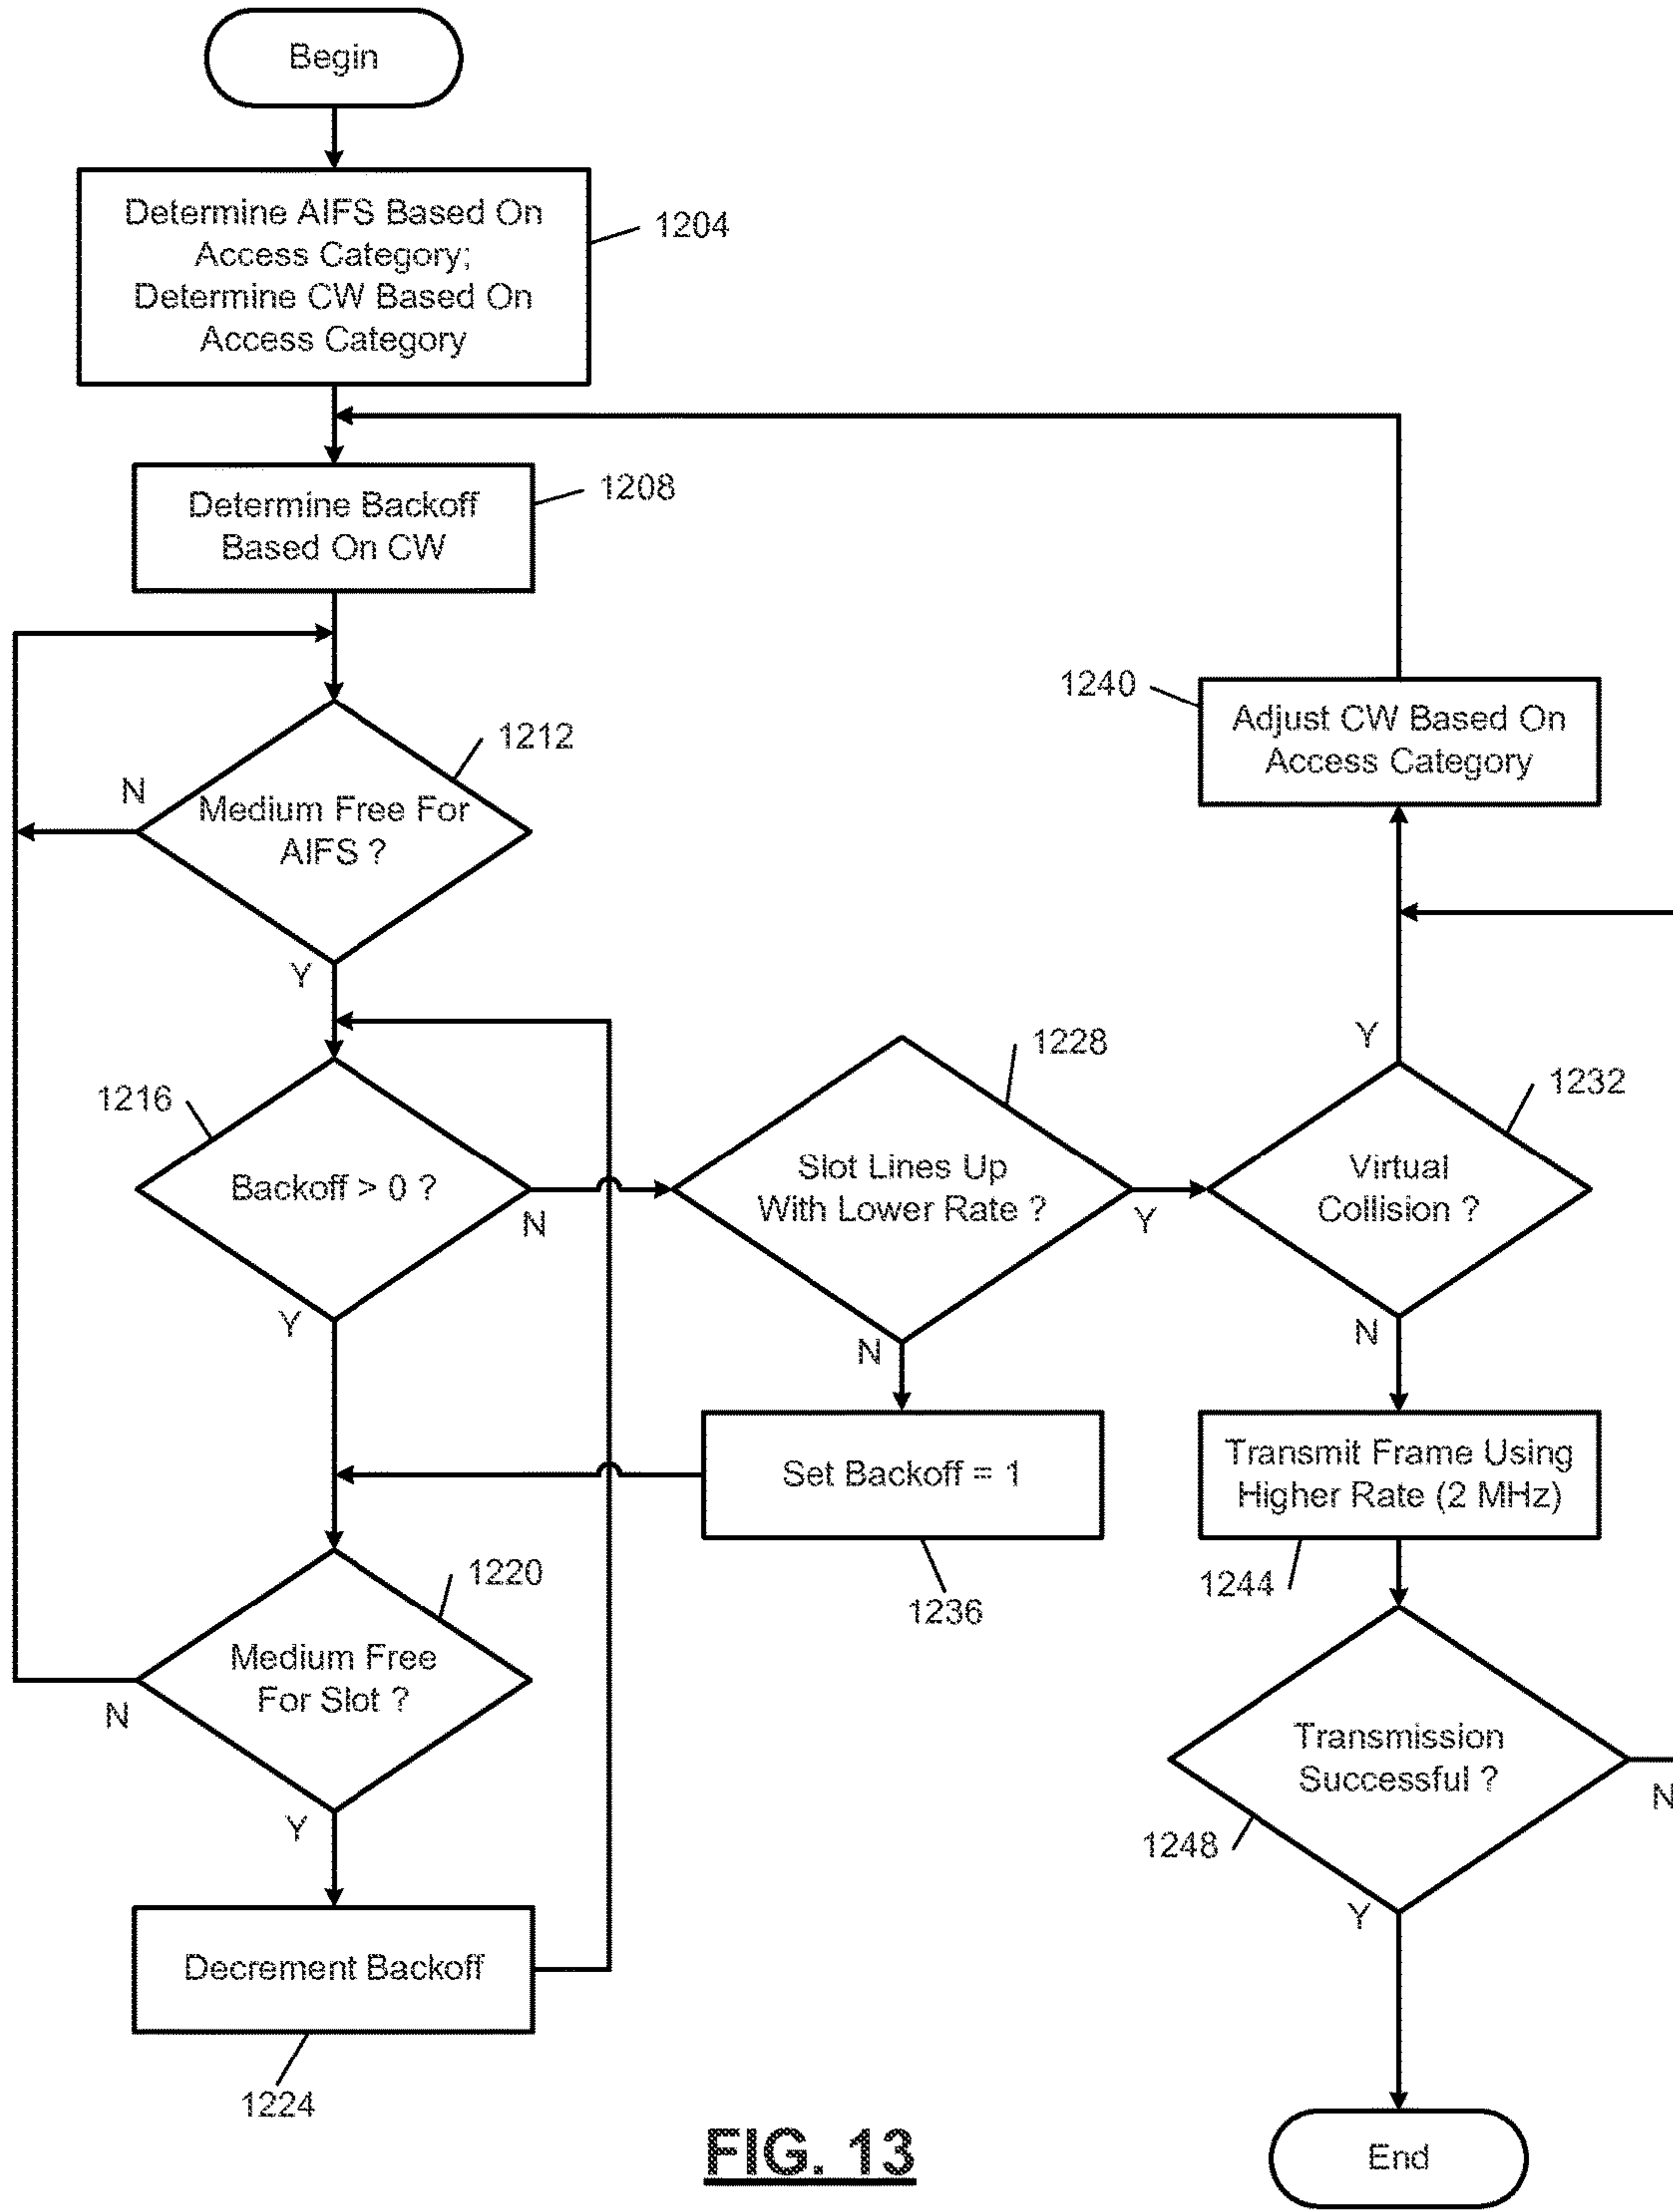 Begin
Determine AIFS Based On
Access Category;
Determine CW Based On
Access Category
1204
Determine Backoff
Based On CW
1208
1240
Adjust CW Based On
Access Category
1212
N
Medium Free For
AIFS ?
Y
1216
Backoff > 0 ?
N
Y
1228
Slot Lines Up
With Lower Rate ?
Y
N
Y
1232
Virtual
Collision ?
N
Set Backoff = 1
1236
Transmit Frame Using
Higher Rate (2 MHz)
1244
1220
Medium Free
For Slot ?
N
Y
Transmission
Successful ?
N
1248
Y
Decrement Backoff
1224
FIG. 13
End